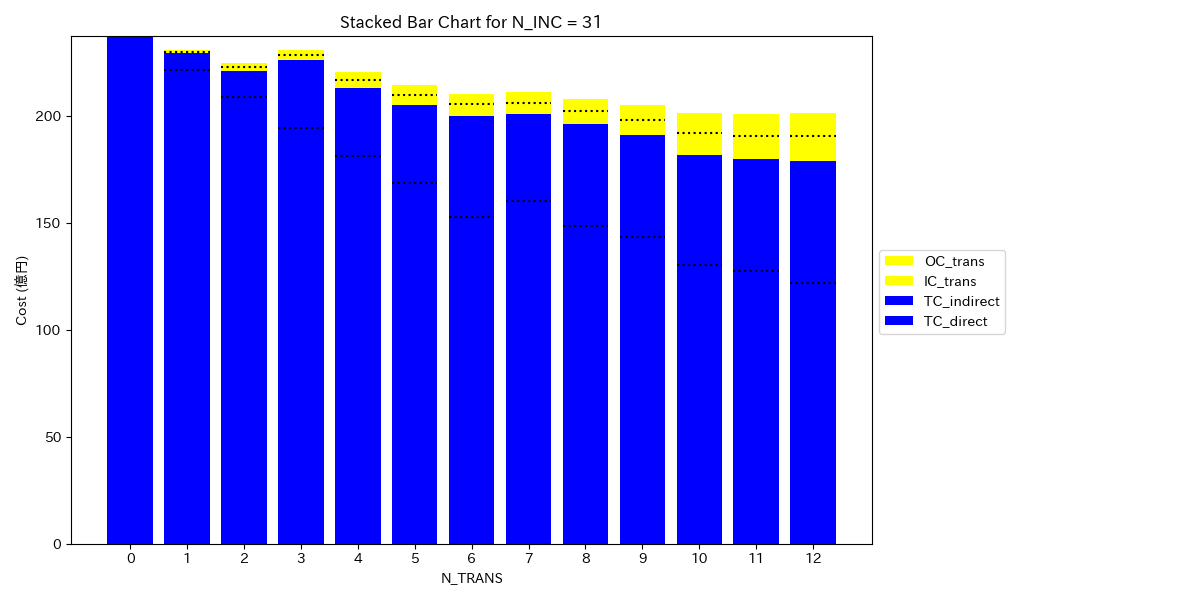 Stacked Bar Chart for N_INC = 31
Cost (億円)
200
150
100
50
0
0 1 2 3 4 5 6 7 8 9 10 11 12
N_TRANS
OC_trans
IC_trans
TC_indirect
TC_direct